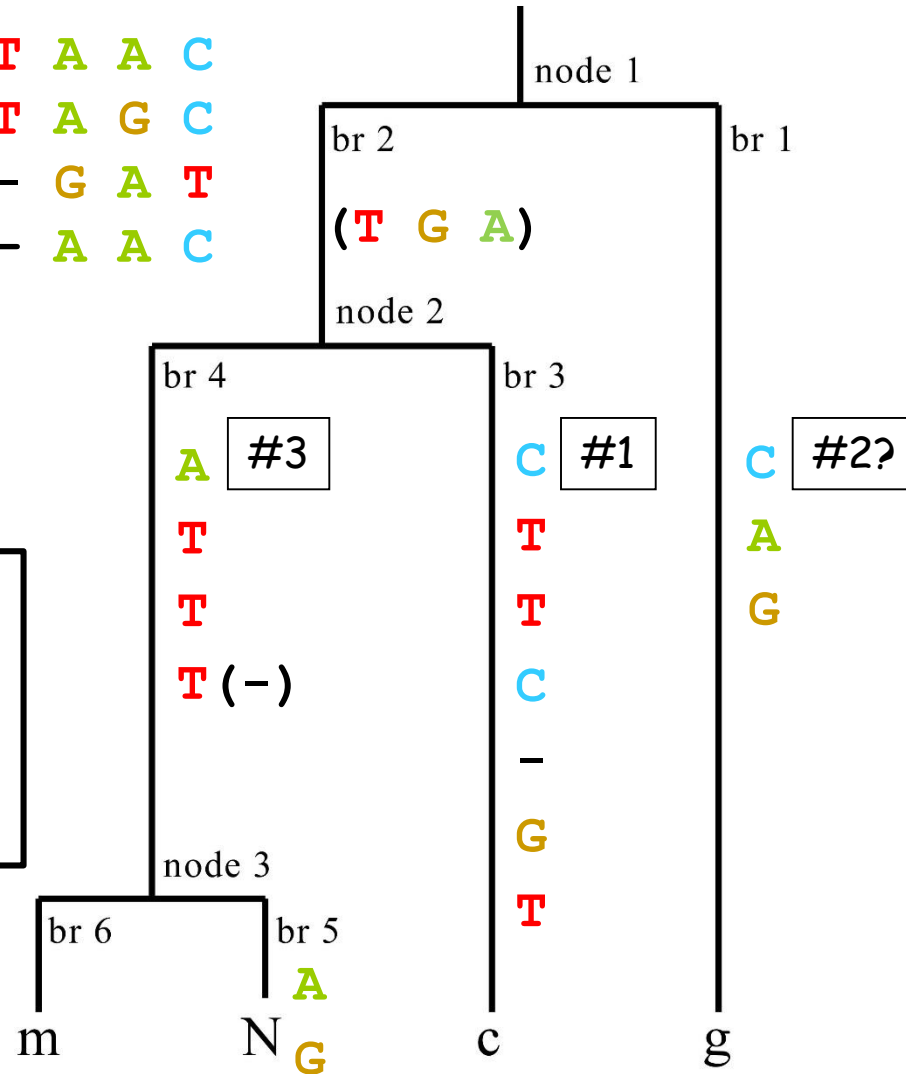 T A A C
node 1
T A G C
br 2
br 1
- G A T
(T G A)
- A A C
node 2
br 4
br 3
A #3
C #1
C #2?
T
T
A
T
T
G
T(-)
C
-
G
node 3
T
br 6
br 5
A
m
N
c
g
G